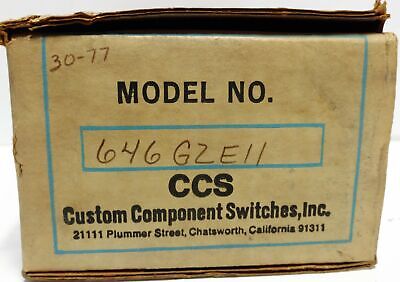 30-77
MODEL NO.
646GZE11
CCS
Custom Component Switches, Inc.
21111 Plummer Street, Chatsworth, California 91311